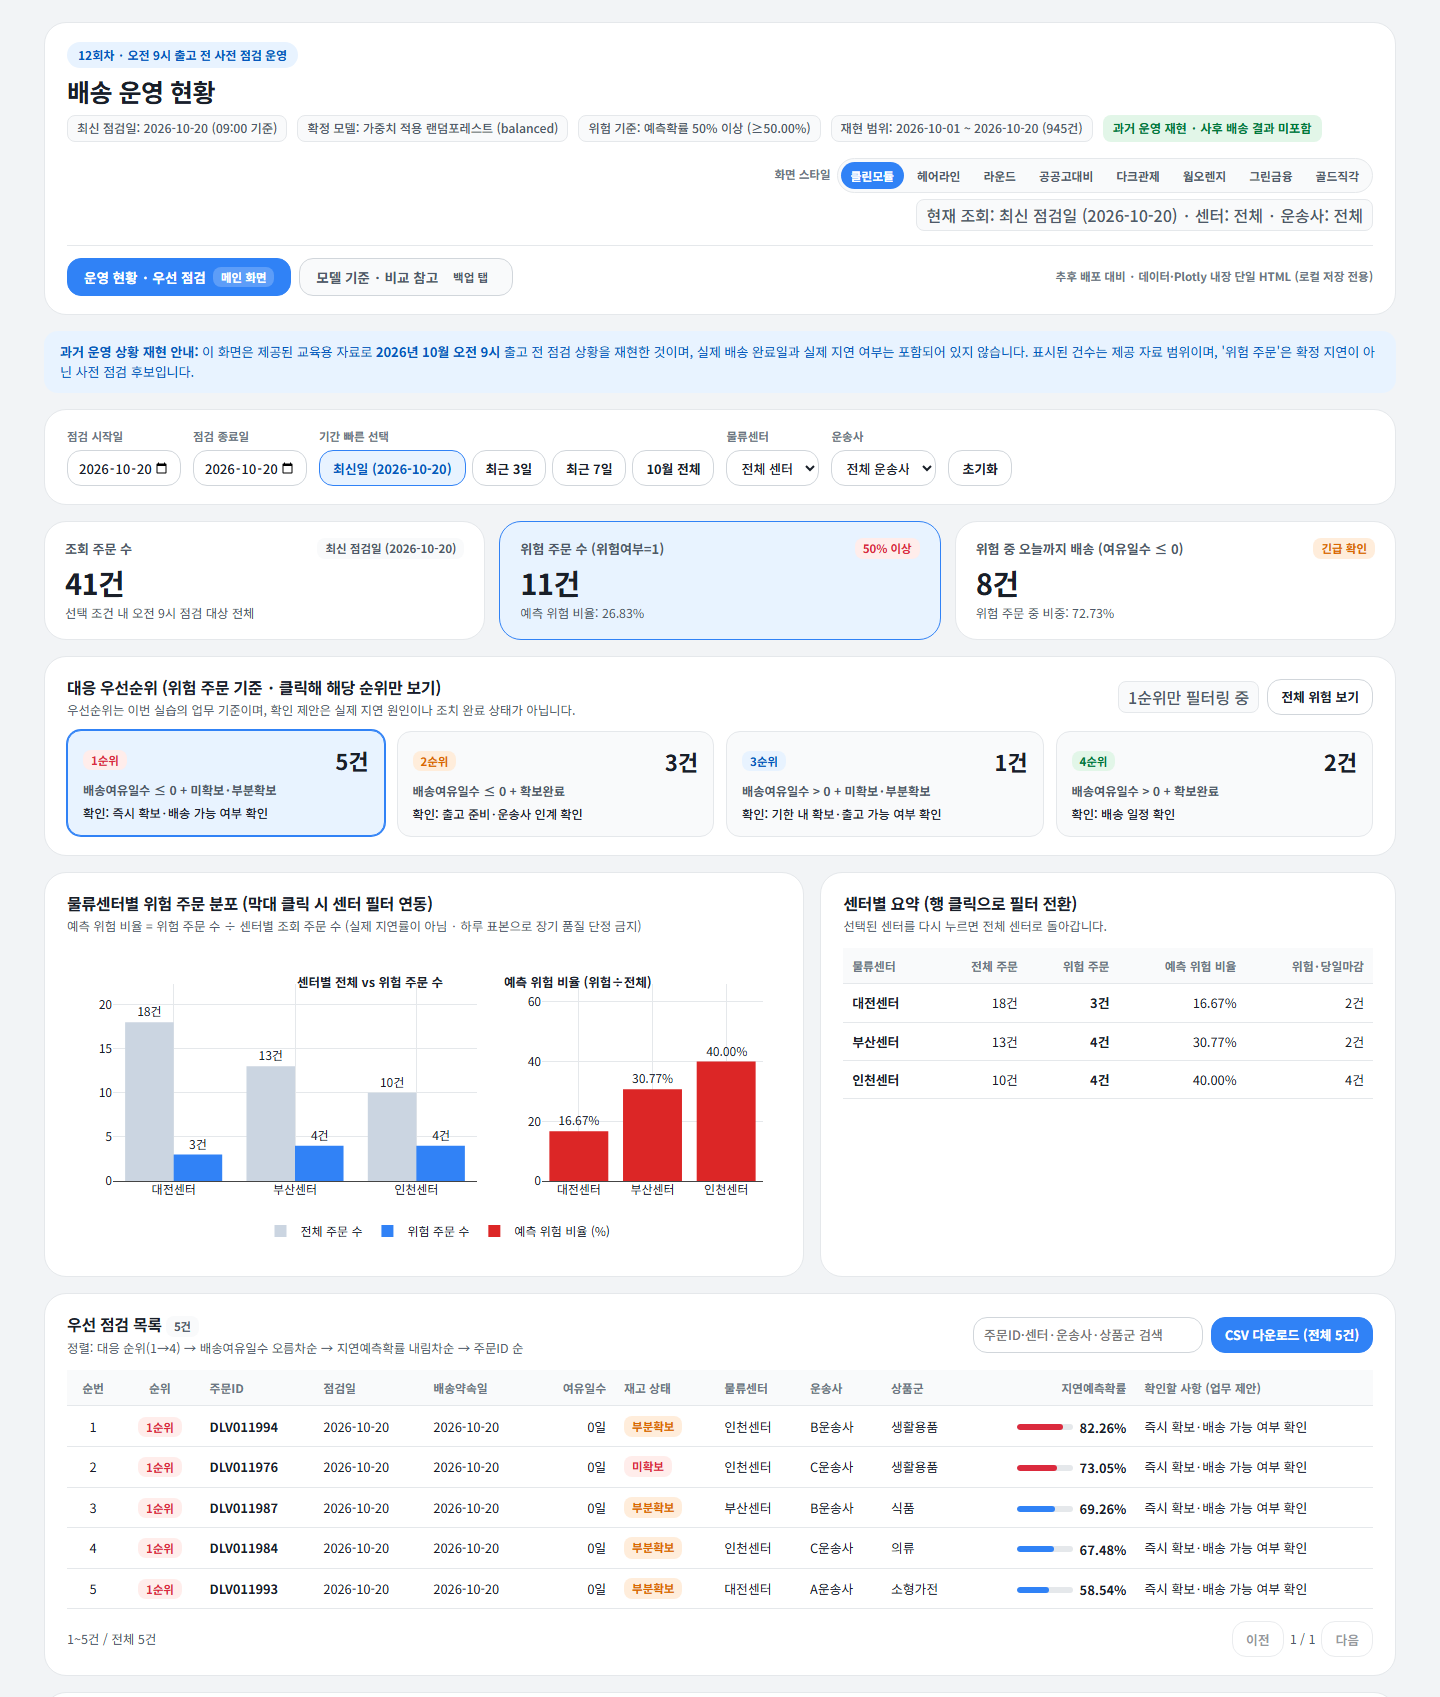 12회차 · 오전 9시 출고 전 사전 점검 운영
배송 운영 현황
최신 점검일: 2026-10-20 (09:00 기준)
확정 모델: 가중치 적용 랜덤포레스트 (balanced)
위험 기준: 예측확률 50% 이상 (≥50.00%)
재현 범위: 2026-10-01 ~ 2026-10-20 (945건)
과거 운영 재현 · 사후 배송 결과 미포함
화면 스타일
클린모듈
헤어라인
라운드
공공고대비
다크관제
웜오렌지
그린금융
골드직각
현재 조회: 최신 점검일 (2026-10-20) · 센터: 전체 · 운송사: 전체
운영 현황 · 우선 점검 메인 화면
모델 기준 · 비교 참고 백업 탭
추후 배포 대비 · 데이터·Plotly 내장 단일 HTML (로컬 저장 전용)
과거 운영 상황 재현 안내: 이 화면은 제공된 교육용 자료로 2026년 10월 오전 9시 출고 전 점검 상황을 재현한 것이며, 실제 배송 완료일과 실제 지연 여부는 포함되어 있지 않습니다. 표시된 건수는 제공 자료 범위이며, '위험 주문'은 확정 지연이 아
닌 사전 점검 후보입니다.
점검 시작일
점검 종료일
기간 빠른 선택
물류센터
운송사
2026-10-20
2026-10-20
최신일 (2026-10-20)
최근 3일
최근 7일
10월 전체
전체 센터
전체 운송사
초기화
조회 주문 수
최신 점검일 (2026-10-20)
41건
선택 조건 내 오전 9시 점검 대상 전체
위험 주문 수 (위험여부=1)
50% 이상
11건
예측 위험 비율: 26.83%
위험 중 오늘까지 배송 (여유일수 ≤ 0)
긴급 확인
8건
위험 주문 중 비중: 72.73%
대응 우선순위 (위험 주문 기준 · 클릭해 해당 순위만 보기)
우선순위는 이번 실습의 업무 기준이며, 확인 제안은 실제 지연 원인이나 조치 완료 상태가 아닙니다.
1순위만 필터링 중
전체 위험 보기
1순위
5건
배송여유일수 ≤ 0 + 미확보·부분확보
확인: 즉시 확보·배송 가능 여부 확인
2순위
3건
배송여유일수 ≤ 0 + 확보완료
확인: 출고 준비·운송사 인계 확인
3순위
1건
배송여유일수 > 0 + 미확보·부분확보
확인: 기한 내 확보·출고 가능 여부 확인
4순위
2건
배송여유일수 > 0 + 확보완료
확인: 배송 일정 확인
물류센터별 위험 주문 분포 (막대 클릭 시 센터 필터 연동)
예측 위험 비율 = 위험 주문 수 ÷ 센터별 조회 주문 수 (실제 지연률이 아님 · 하루 표본으로 장기 품질 단정 금지)
센터별 전체 vs 위험 주문 수
20
15
10
5
0
18건
3건
13건
4건
10건
4건
대전센터
부산센터
인천센터
예측 위험 비율 (위험÷전체)
60
40
20
0
16.67%
30.77%
40.00%
대전센터
부산센터
인천센터
전체 주문 수
위험 주문 수
예측 위험 비율 (%)
센터별 요약 (행 클릭으로 필터 전환)
선택된 센터를 다시 누르면 전체 센터로 돌아갑니다.
물류센터 전체 주문 위험 주문 예측 위험 비율 위험·당일마감
대전센터 18건 3건 16.67% 2건
부산센터 13건 4건 30.77% 2건
인천센터 10건 4건 40.00% 4건
우선 점검 목록 5건
정렬: 대응 순위(1→4) → 배송여유일수 오름차순 → 지연예측확률 내림차순 → 주문ID 순
주문ID·센터·운송사·상품군 검색
CSV 다운로드 (전체 5건)
순번 순위 주문ID 점검일 배송약속일 여유일수 재고 상태 물류센터 운송사 상품군 지연예측확률 확인할 사항 (업무 제안)
1 1순위 DLV011994 2026-10-20 2026-10-20 0일 부분확보 인천센터 B운송사 생활용품 82.26% 즉시 확보·배송 가능 여부 확인
2 1순위 DLV011976 2026-10-20 2026-10-20 0일 미확보 인천센터 C운송사 생활용품 73.05% 즉시 확보·배송 가능 여부 확인
3 1순위 DLV011987 2026-10-20 2026-10-20 0일 부분확보 부산센터 B운송사 식품 69.26% 즉시 확보·배송 가능 여부 확인
4 1순위 DLV011984 2026-10-20 2026-10-20 0일 부분확보 인천센터 C운송사 의류 67.48% 즉시 확보·배송 가능 여부 확인
5 1순위 DLV011993 2026-10-20 2026-10-20 0일 부분확보 대전센터 A운송사 소형가전 58.54% 즉시 확보·배송 가능 여부 확인
1~5건 / 전체 5건
이전
1 / 1
다음